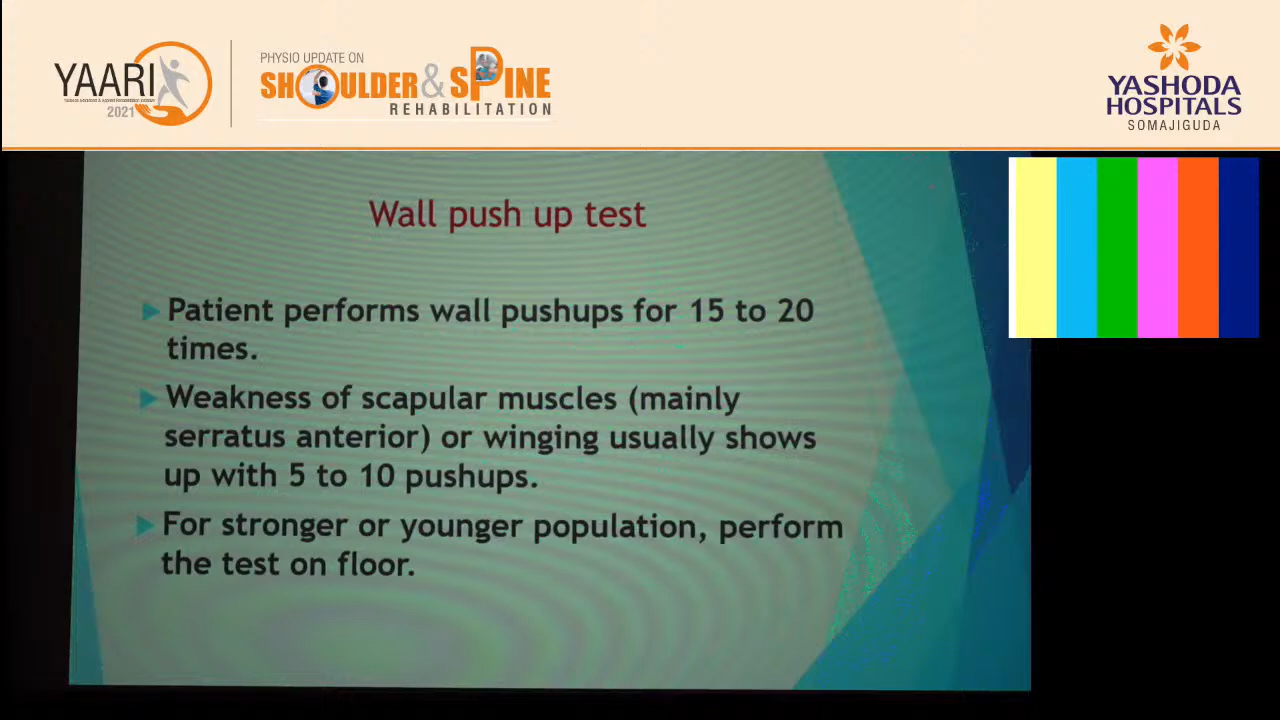 YAARI
2021
PHYSIO UPDATE ON
SHOULDER & SPINE
REHABILITATION
YASHODA
HOSPITALS
SOMAJIGUDA
Wall push up test
Patient performs wall pushups for 15 to 20
times.
Weakness of scapular muscles (mainly
serratus anterior) or winging usually shows
up with 5 to 10 pushups.
For stronger or younger population, perform
the test on floor.